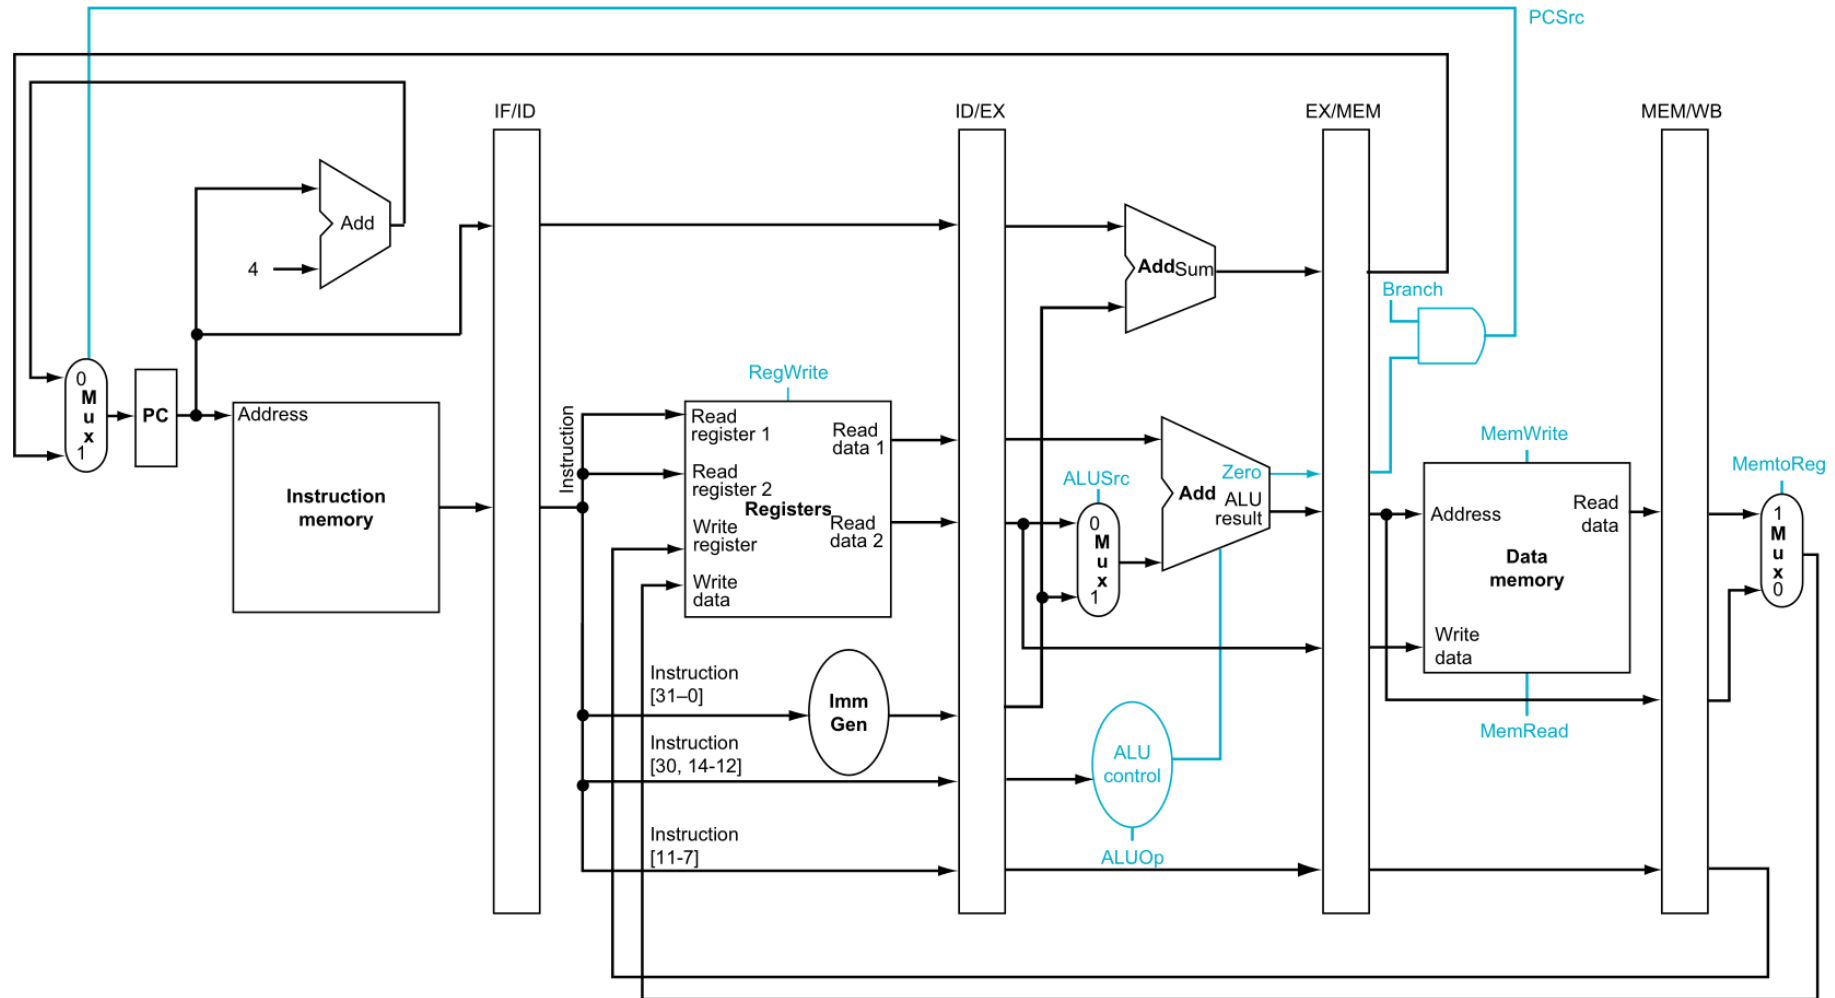 PCSrc
IF/ID
ID/EX
EX/MEM
MEM/WB
Add
4
Add Sum
Branch
RegWrite
0
M
u
x
1
PC
Address
Instruction
memory
Instruction
Read
register 1
Read
data 1
Read
register 2
Registers
Write
register
Read
data 2
Write
data
ALUSrc
0
M
u
x
1
Zero
Add
ALU
result
MemWrite
Address
Read
data
Data
memory
Write
data
MemRead
MemtoReg
1
M
u
x
0
Instruction
[31–0]
Imm
Gen
Instruction
[30, 14-12]
ALU
control
Instruction
[11-7]
ALUOp